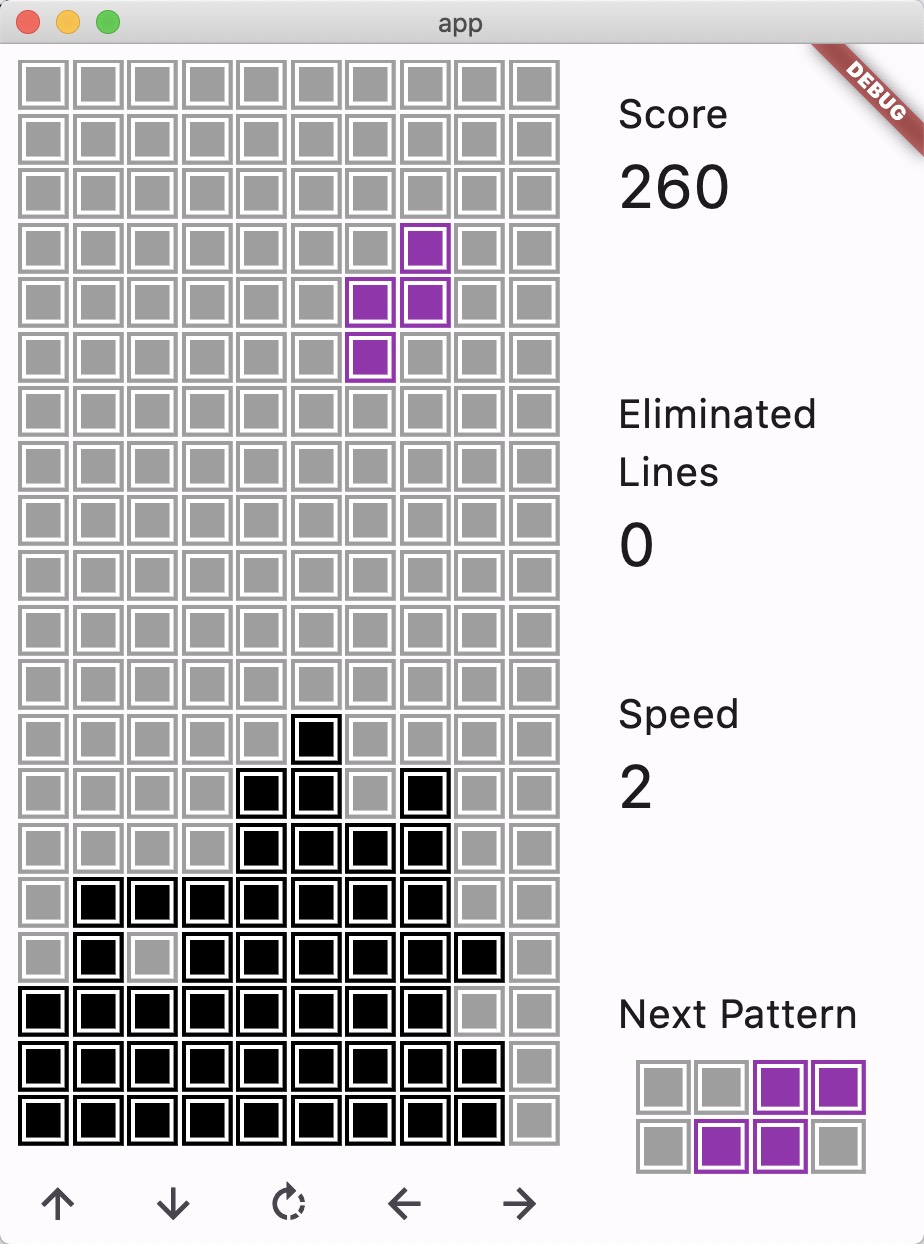 app
DEBUG
Score
260
Eliminated
Lines
0
Speed
2
Next Pattern